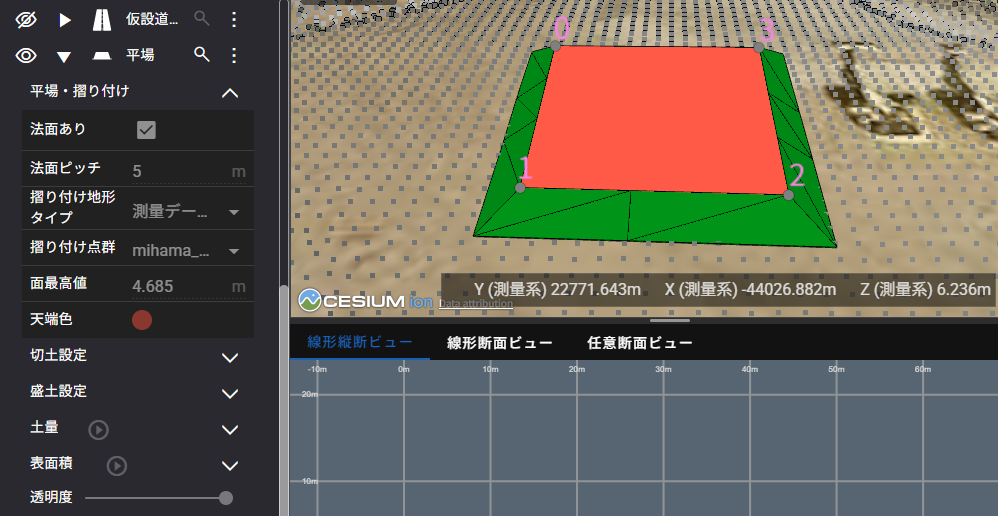 仮設道...
平場
平場・摺り付け
法面あり
法面ピッチ 5 m
摺り付け地形
タイプ 測量デー...
摺り付け点群 mihama_...
面最高値 4.685 m
天端色
切土設定
盛土設定
土量
表面積
透明度
0 3
1 2
Y (測量系) 22771.643m X (測量系) -44026.882m Z (測量系) 6.236m
CESIUM ion Data attribution
線形縦断ビュー 線形断面ビュー 任意断面ビュー
-10m 0m 10m 20m 30m 40m 50m 60m
20m
10m